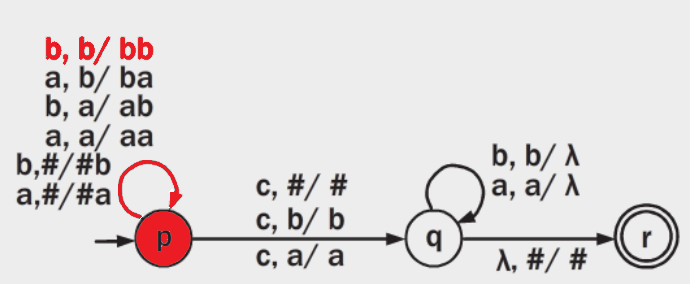 b, b/ bb
a, b/ ba
b, a/ ab
a, a/ aa
b,#/#b
a,#/#a
c, #/ #
c, b/ b
c, a/ a
b, b/ λ
a, a/ λ
p
q
r
λ, #/ #